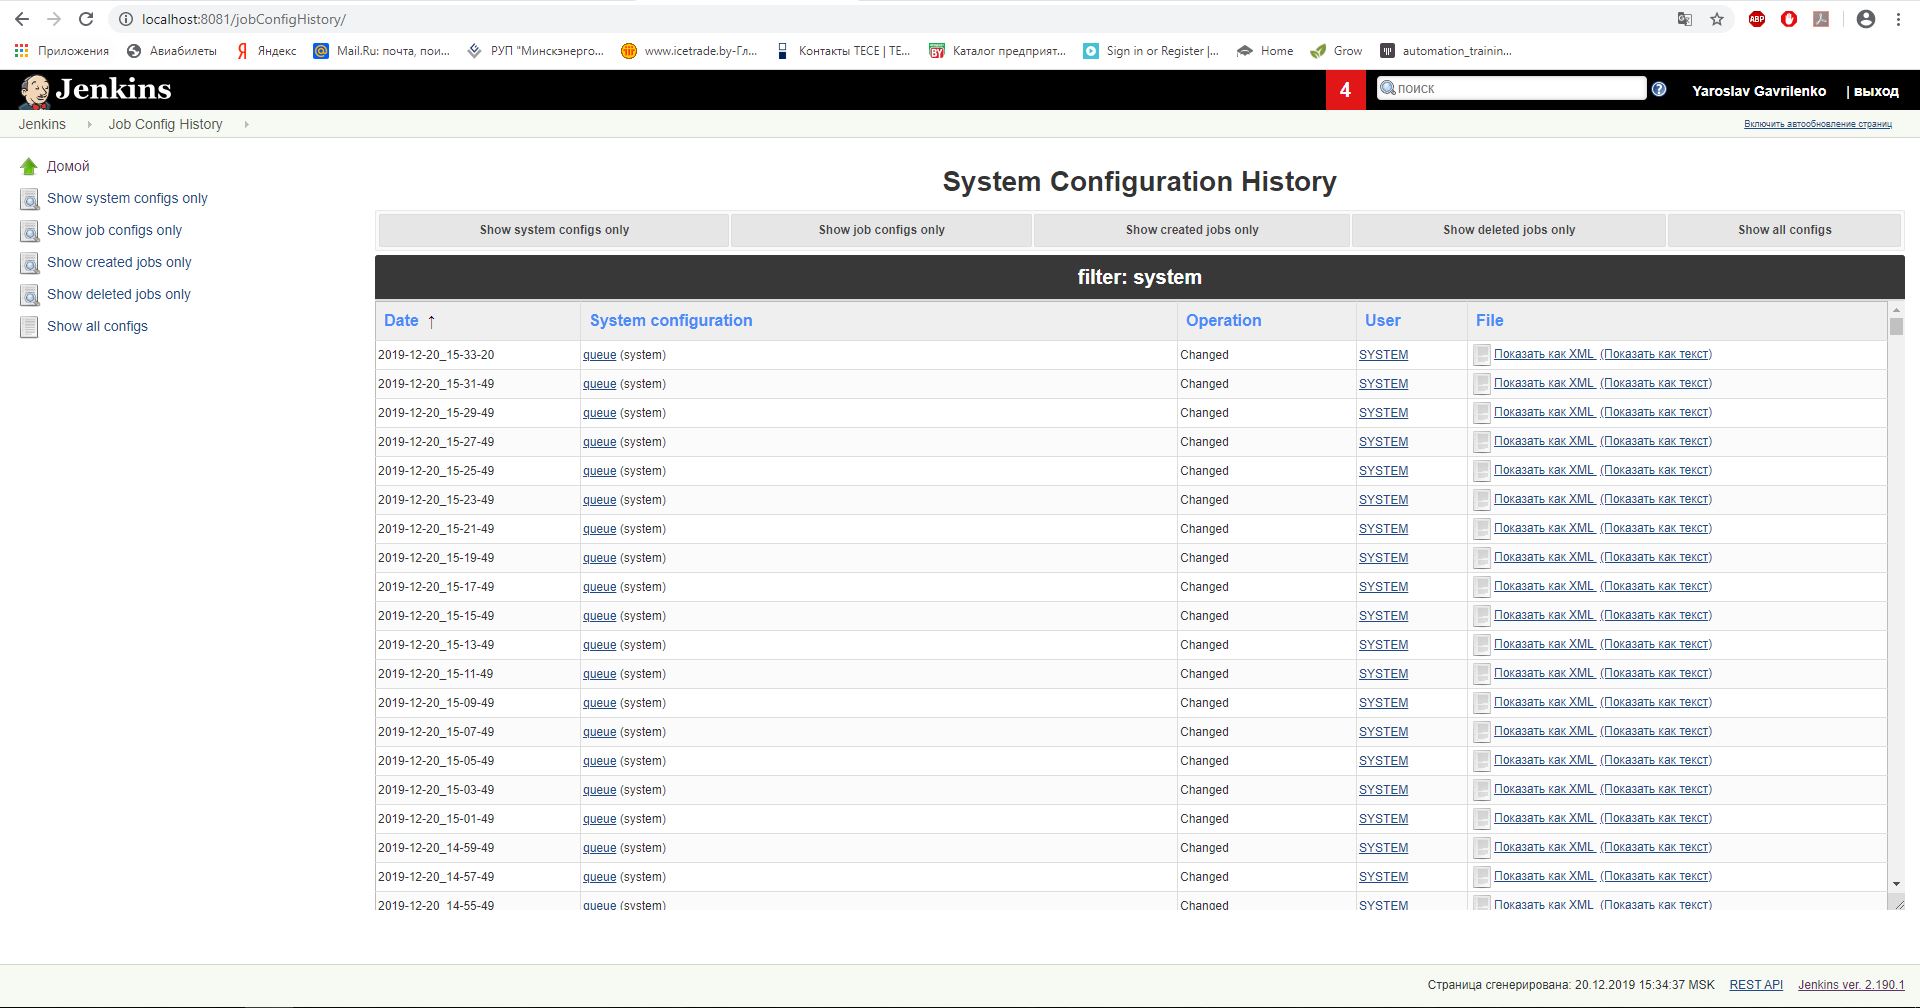 localhost:8081/jobConfigHistory/
Приложения Авиабилеты Яндекс Mail.Ru: почта, пои... РУП "Минскэнерго... www.icetrade.by-Гл... Контакты ТЕСЕ | ТЕ... Каталог предприят... Sign in or Register |... Home Grow automation_trainin...
Jenkins 4 поиск Yaroslav Gavrilenko | выход
Jenkins Job Config History Включить автообновление страниц
Домой
Show system configs only
Show job configs only
Show created jobs only
Show deleted jobs only
Show all configs
System Configuration History
Show system configs only Show job configs only Show created jobs only Show deleted jobs only Show all configs
filter: system
Date ↑ System configuration Operation User File
2019-12-20_15-33-20 queue (system) Changed SYSTEM Показать как XML (Показать как текст)
2019-12-20_15-31-49 queue (system) Changed SYSTEM Показать как XML (Показать как текст)
2019-12-20_15-29-49 queue (system) Changed SYSTEM Показать как XML (Показать как текст)
2019-12-20_15-27-49 queue (system) Changed SYSTEM Показать как XML (Показать как текст)
2019-12-20_15-25-49 queue (system) Changed SYSTEM Показать как XML (Показать как текст)
2019-12-20_15-23-49 queue (system) Changed SYSTEM Показать как XML (Показать как текст)
2019-12-20_15-21-49 queue (system) Changed SYSTEM Показать как XML (Показать как текст)
2019-12-20_15-19-49 queue (system) Changed SYSTEM Показать как XML (Показать как текст)
2019-12-20_15-17-49 queue (system) Changed SYSTEM Показать как XML (Показать как текст)
2019-12-20_15-15-49 queue (system) Changed SYSTEM Показать как XML (Показать как текст)
2019-12-20_15-13-49 queue (system) Changed SYSTEM Показать как XML (Показать как текст)
2019-12-20_15-11-49 queue (system) Changed SYSTEM Показать как XML (Показать как текст)
2019-12-20_15-09-49 queue (system) Changed SYSTEM Показать как XML (Показать как текст)
2019-12-20_15-07-49 queue (system) Changed SYSTEM Показать как XML (Показать как текст)
2019-12-20_15-05-49 queue (system) Changed SYSTEM Показать как XML (Показать как текст)
2019-12-20_15-03-49 queue (system) Changed SYSTEM Показать как XML (Показать как текст)
2019-12-20_15-01-49 queue (system) Changed SYSTEM Показать как XML (Показать как текст)
2019-12-20_14-59-49 queue (system) Changed SYSTEM Показать как XML (Показать как текст)
2019-12-20_14-57-49 queue (system) Changed SYSTEM Показать как XML (Показать как текст)
2019-12-20_14-55-49 queue (system) Changed SYSTEM Показать как XML (Показать как текст)
Страница сгенерирована: 20.12.2019 15:34:37 MSK REST API Jenkins ver. 2.190.1